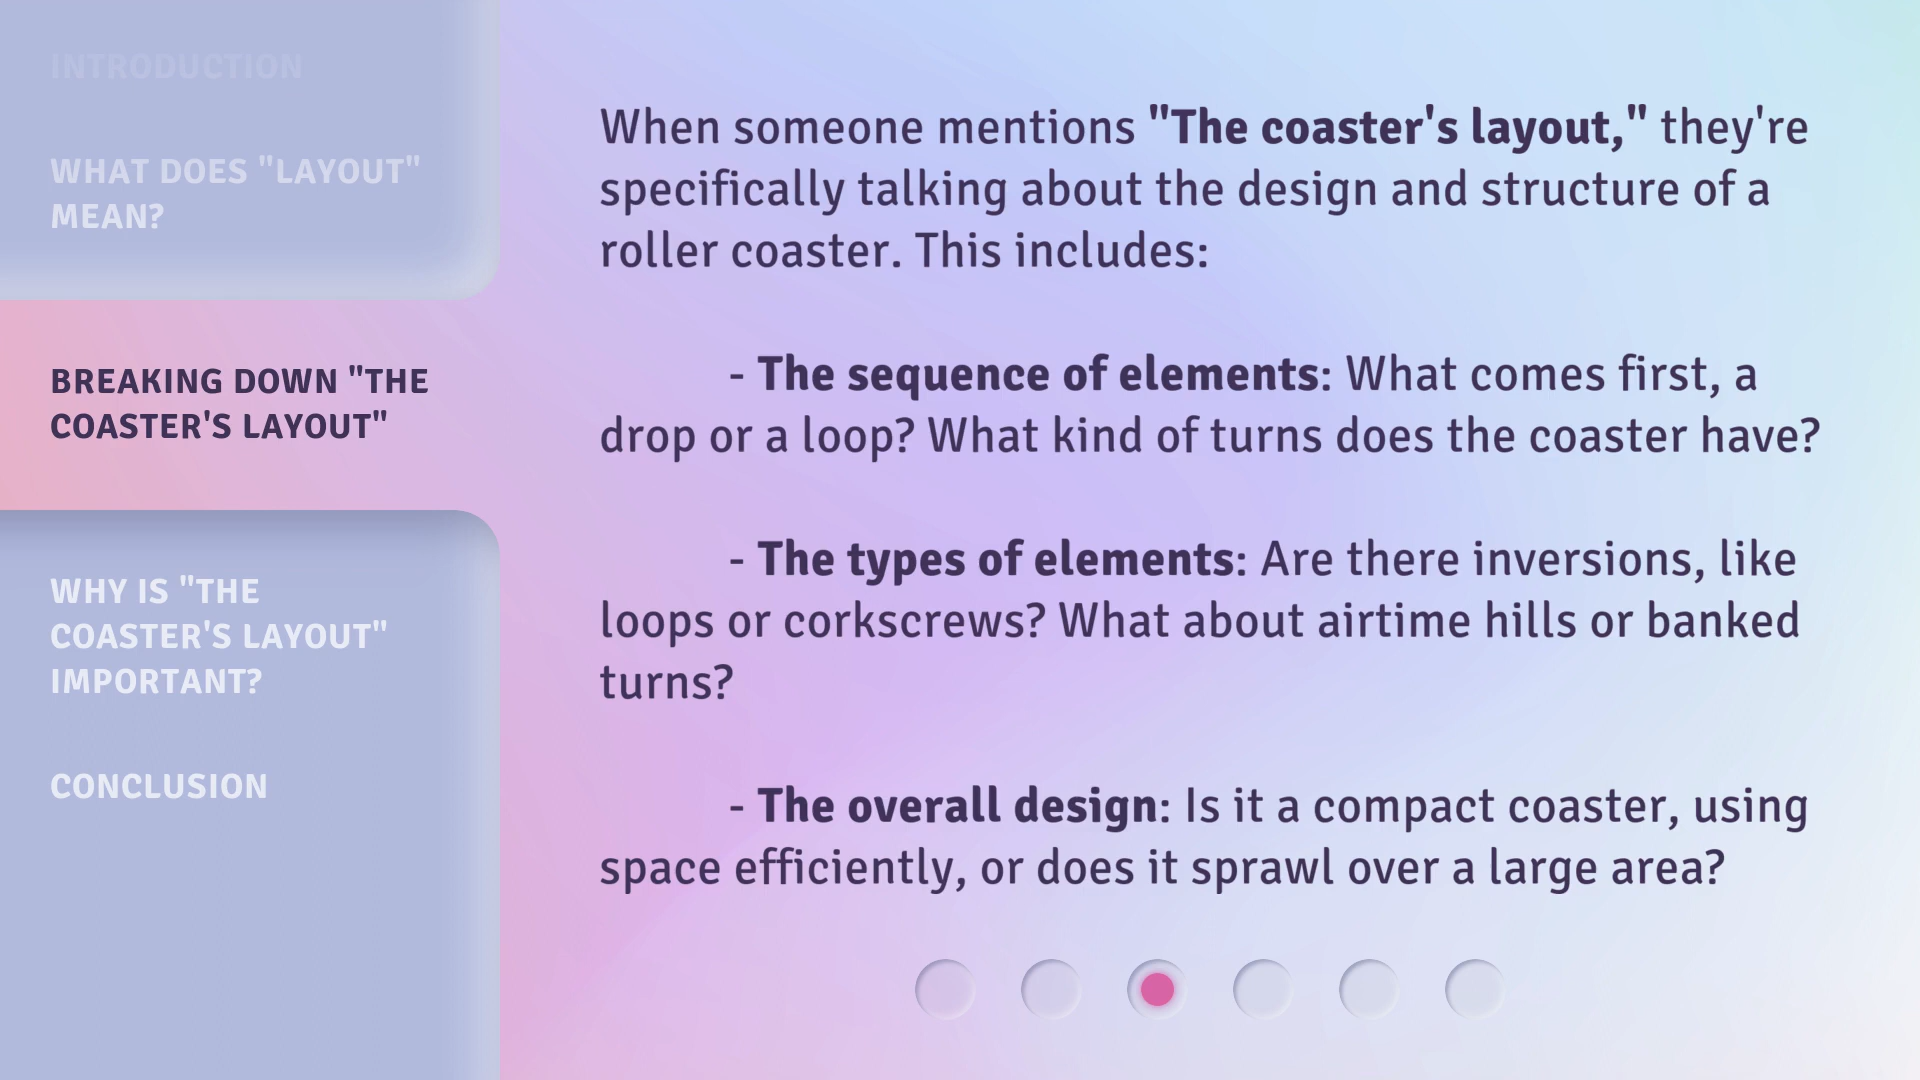 INTRODUCTION
WHAT DOES "LAYOUT"
MEAN?
BREAKING DOWN "THE
COASTER'S LAYOUT"
WHY IS "THE
COASTER'S LAYOUT"
IMPORTANT?
CONCLUSION
When someone mentions "The coaster's layout," they're
specifically talking about the design and structure of a
roller coaster. This includes:
- The sequence of elements: What comes first, a
drop or a loop? What kind of turns does the coaster have?
- The types of elements: Are there inversions, like
loops or corkscrews? What about airtime hills or banked
turns?
- The overall design: Is it a compact coaster, using
space efficiently, or does it sprawl over a large area?